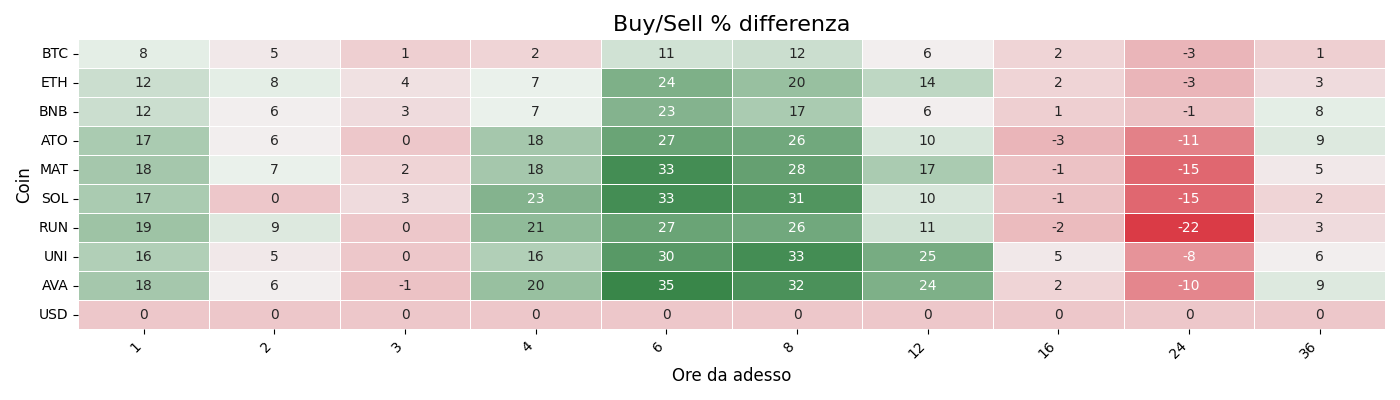 Buy/Sell % differenza
Coin
BTC 8 5 1 2 11 12 6 2 -3 1
ETH 12 8 4 7 24 20 14 2 -3 3
BNB 12 6 3 7 23 17 6 1 -1 8
ATO 17 6 0 18 27 26 10 -3 -11 9
MAT 18 7 2 18 33 28 17 -1 -15 5
SOL 17 0 3 23 33 31 10 -1 -15 2
RUN 19 9 0 21 27 26 11 -2 -22 3
UNI 16 5 0 16 30 33 25 5 -8 6
AVA 18 6 -1 20 35 32 24 2 -10 9
USD 0 0 0 0 0 0 0 0 0 0
1 2 3 4 6 8 12 16 24 36
Ore da adesso